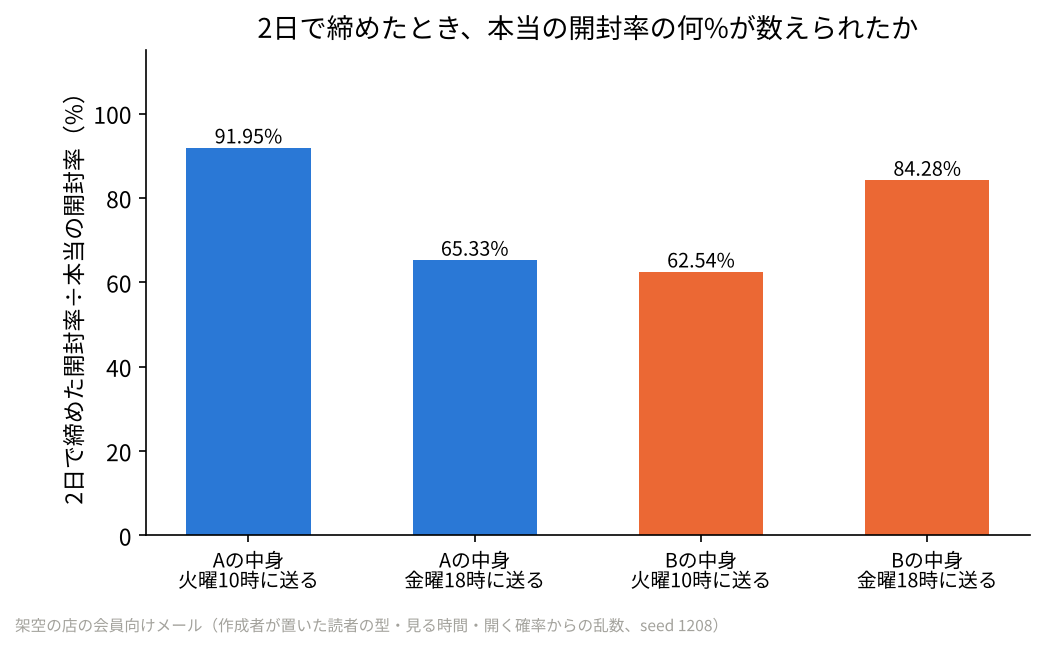 2日で締めたとき、本当の開封率の何%が数えられたか
2日で締めた開封率÷本当の開封率（%）
100
80
60
40
20
0
91.95%
65.33%
62.54%
84.28%
Aの中身
火曜10時に送る
Aの中身
金曜18時に送る
Bの中身
火曜10時に送る
Bの中身
金曜18時に送る
架空の店の会員向けメール（作成者が置いた読者の型・見る時間・開く確率からの乱数、seed 1208）